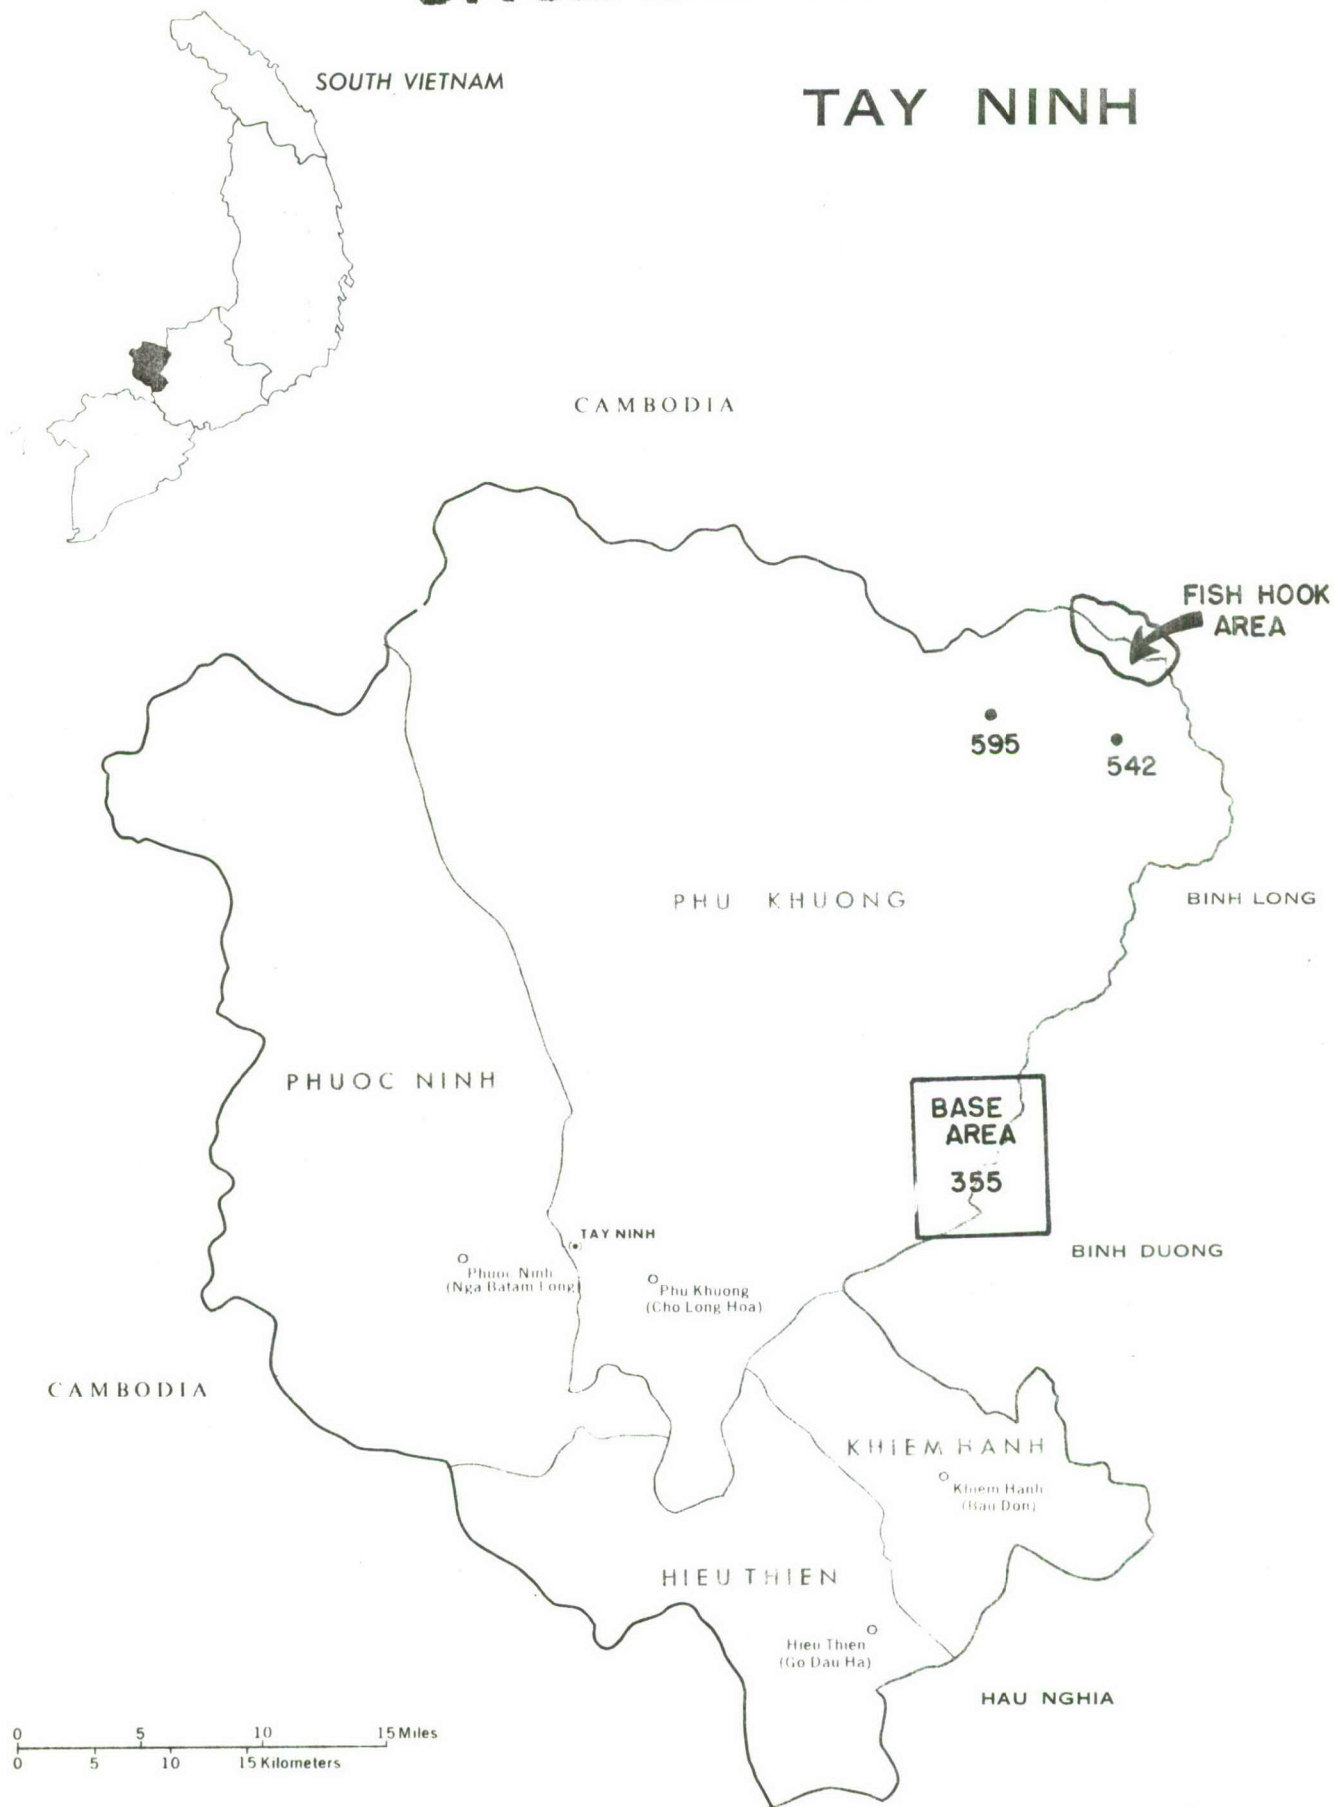 SOUTH VIETNAM
TAY NINH
CAMBODIA
FISH HOOK
AREA
595
542
PHU KHUONG
BINH LONG
PHUOC NINH
BASE
AREA
355
TAY NINH
Phuoc Ninh
(Nga Batam Long)
Phu Khuong
(Cho Long Hoa)
BINH DUONG
CAMBODIA
KHIEM HANH
Khiem Hanh
(Bau Don)
HIEU THIEN
Hieu Thien
(Go Dau Ha)
HAU NGHIA
0 5 10 15 Miles
0 5 10 15 Kilometers